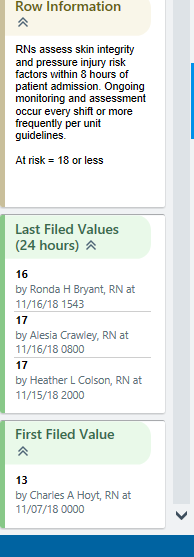 Row Information
RNs assess skin integrity
and pressure injury risk
factors within 8 hours of
patient admission. Ongoing
monitoring and assessment
occur every shift or more
frequently per unit
guidelines.
At risk = 18 or less
Last Filed Values
(24 hours)
16
by Ronda H Bryant, RN at
11/16/18 1543
17
by Alesia Crawley, RN at
11/16/18 0800
17
by Heather L Colson, RN at
11/15/18 2000
First Filed Value
13
by Charles A Hoyt, RN at
11/07/18 0000